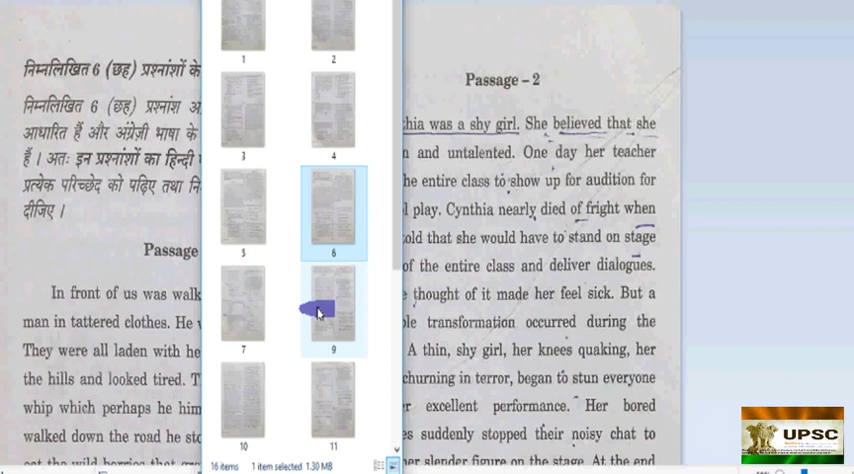 निम्नलिखित 6 (छह) प्रश्नांशों के
निम्नलिखित 6 (छह) प्रश्नांश
आधारित हैं और अंग्रेज़ी भाषा के
हैं । अतः इन प्रश्नांशों का हिन्दी
प्रत्येक परिच्छेद को पढ़िए तथा
दीजिए ।
Passage
In front of us was walk
man in tattered clothes. He
They were all laden with he
the hills and looked tired. T
whip which perhaps he him
walked down the road he sto
1
2
3
4
5
6
7
9
10
11
16 items 1 item selected 1.30 MB
Passage – 2
thia was a shy girl. She believed that she
n and untalented. One day her teacher
he entire class to show up for audition for
l play. Cynthia nearly died of fright when
old that she would have to stand on stage
of the entire class and deliver dialogues.
e thought of it made her feel sick. But a
ble transformation occurred during the
A thin, shy girl, her knees quaking, her
churning in terror, began to stun everyone
r excellent performance. Her bored
es suddenly stopped their noisy chat to
her slender figure on the stage. At the end
UPSC